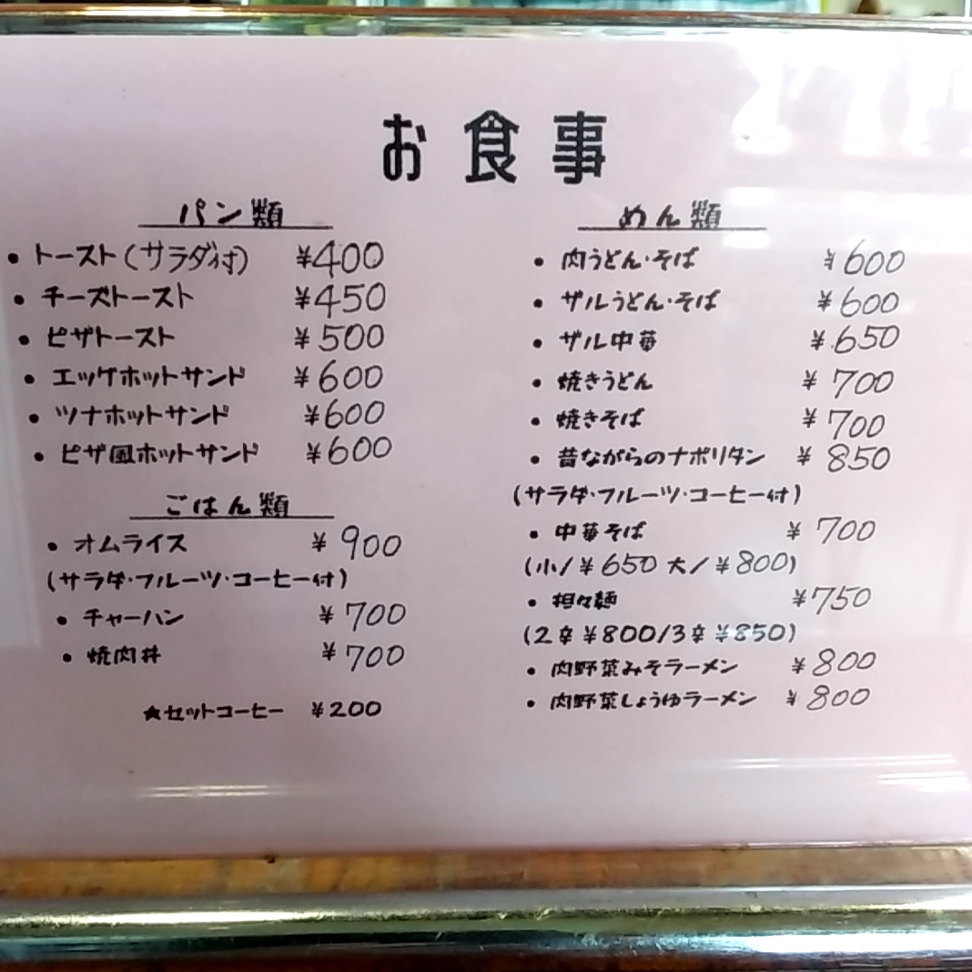 お食事
パン類
・トースト(サラダ付) ¥400
・チーズトースト ¥450
・ピザトースト ¥500
・エッグホットサンド ¥600
・ツナホットサンド ¥600
・ピザ風ホットサンド ¥600
ごはん類
・オムライス ¥900
(サラダ・フルーツ・コーヒー付)
・チャーハン ¥700
・焼肉丼 ¥700
★セットコーヒー ¥200
めん類
・肉うどん・そば ¥600
・ザルうどん・そば ¥600
・ザル中華 ¥650
・焼きうどん ¥700
・焼きそば ¥700
・昔ながらのナポリタン ¥850
(サラダ・フルーツ・コーヒー付)
・中華そば ¥700
(小/¥650 大/¥800)
・担々麺 ¥750
(2辛¥800/3辛¥850)
・肉野菜みそラーメン ¥800
・肉野菜しょうゆラーメン ¥800